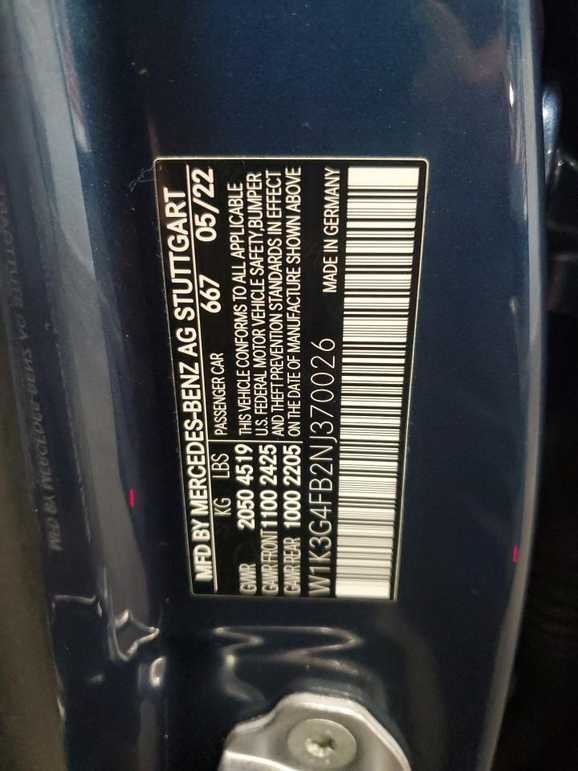 MFD BY MERCEDES-BENZ AG STUTTGART
PASSENGER CAR 667 05/22
KG LBS
GVWR 2050 4519
GAWR FRONT 1100 2425
GAWR REAR 1000 2205
THIS VEHICLE CONFORMS TO ALL APPLICABLE
U.S. FEDERAL MOTOR VEHICLE SAFETY,BUMPER
AND THEFT PREVENTION STANDARDS IN EFFECT
ON THE DATE OF MANUFACTURE SHOWN ABOVE
W1K3G4FB2NJ370026 MADE IN GERMANY